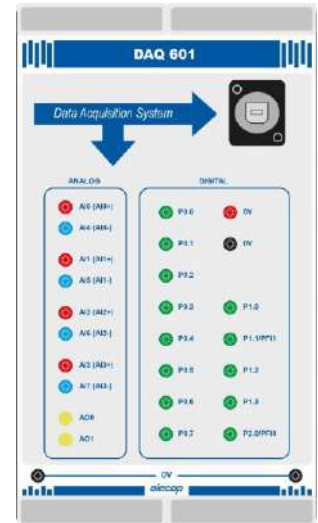 DAQ 601
Data Acquisition System
ANALOG
DIGITAL
AI0 (AI0+)
AI4 (AI0-)
AI1 (AI1+)
AI5 (AI1-)
AI2 (AI2+)
AI6 (AI2-)
AI3 (AI3+)
AI7 (AI3-)
AO0
AO1
P0.0
P0.1
P0.2
P0.3
P0.4
P0.5
P0.6
P0.7
0V
P1.0
P1.1/PFI1
P1.2
P1.3
P2.0/PFI0
0V
alecop